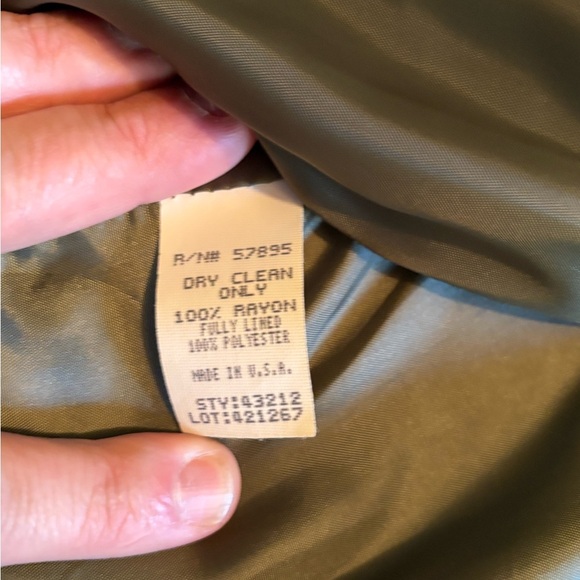 R/N# 57895
DRY CLEAN
ONLY
100% RAYON
FULLY LINED
100% POLYESTER
MADE IN U.S.A.
STY:43212
LOT:421267